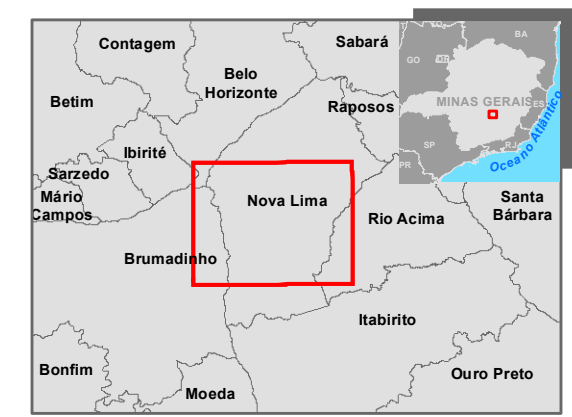 Contagem
Sabará
Belo
Horizonte
Betim
Raposos
Ibirité
Sarzedo
Mário
Campos
Nova Lima
Rio Acima
Santa
Bárbara
Brumadinho
Itabirito
Bonfim
Moeda
Ouro Preto
BA
GO
DF
MINAS GERAIS
ES
SP
RJ
PR
Oceano Atlântico